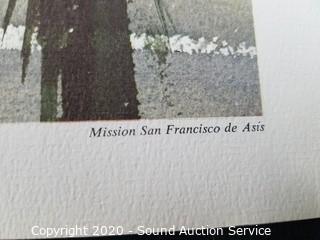 Mission San Francisco de Asis
Copyright 2020 - Sound Auction Service